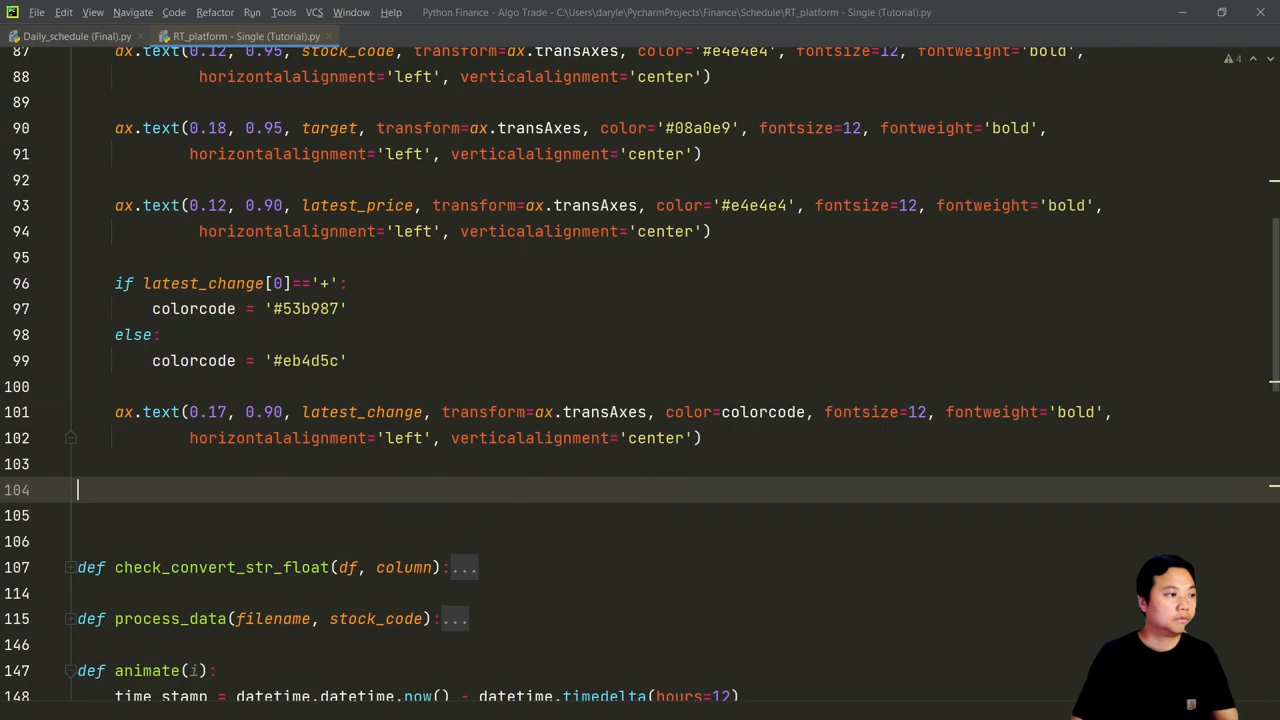 File Edit View Navigate Code Refactor Run Tools VCS Window Help Python Finance - Algo Trade - C:\Users\daryle\PycharmProjects\Finance\Schedule\RT_platform - Single (Tutorial).py
Daily_schedule (Final).py RT_platform - Single (Tutorial).py
87 ax.text(0.12, 0.95, stock_code, transform=ax.transAxes, color='#e4e4e4', fontsize=12, fontweight='bold',
4
88 horizontalalignment='left', verticalalignment='center')
89
90 ax.text(0.18, 0.95, target, transform=ax.transAxes, color='#08a0e9', fontsize=12, fontweight='bold',
91 horizontalalignment='left', verticalalignment='center')
92
93 ax.text(0.12, 0.90, latest_price, transform=ax.transAxes, color='#e4e4e4', fontsize=12, fontweight='bold',
94 horizontalalignment='left', verticalalignment='center')
95
96 if latest_change[0]=='+':
97 colorcode = '#53b987'
98 else:
99 colorcode = '#eb4d5c'
100
101 ax.text(0.17, 0.90, latest_change, transform=ax.transAxes, color=colorcode, fontsize=12, fontweight='bold',
102 horizontalalignment='left', verticalalignment='center')
103
104
105
106
107 def check_convert_str_float(df, column):...
114
115 def process_data(filename, stock_code):...
146
147 def animate(i):
148 time_stamp = datetime.datetime.now() - datetime.timedelta(hours=12)